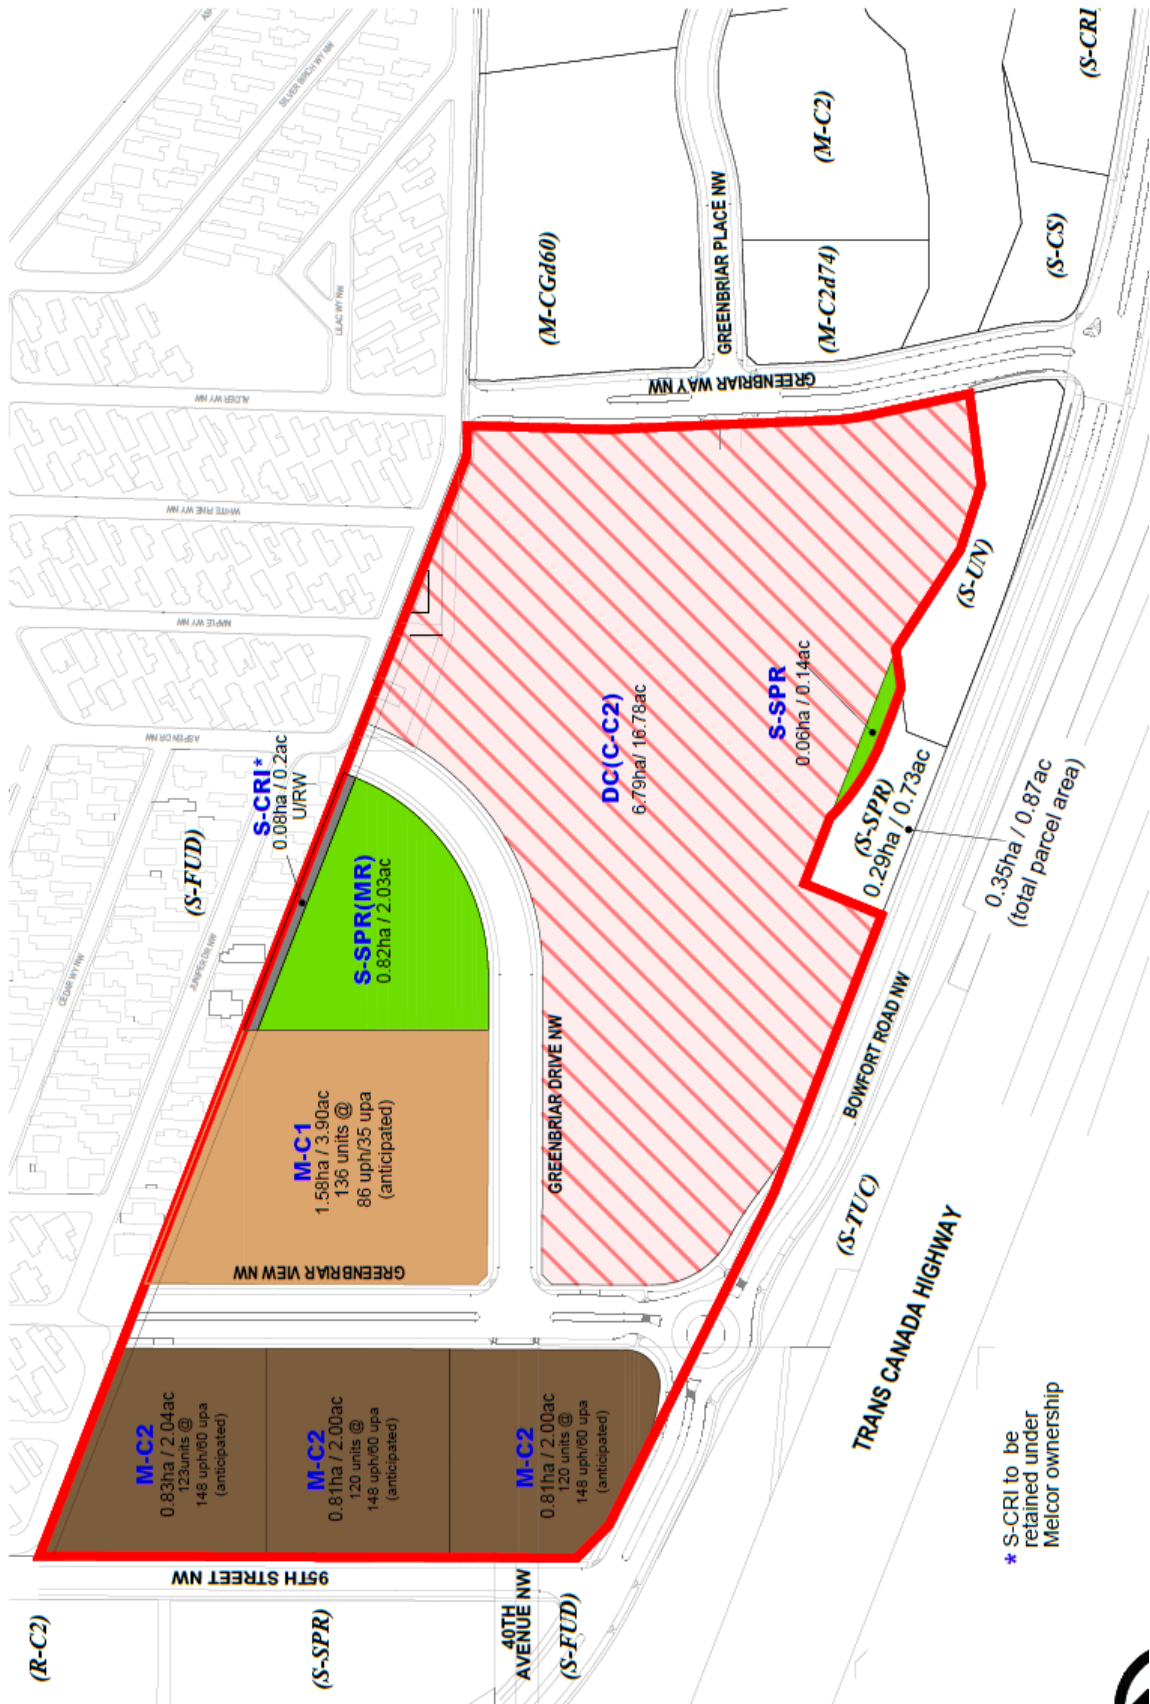 (R-C2)
(S-SPR)
40TH
AVENUE NW
(S-FUD)
95TH STREET NW
M-C2
0.83ha / 2.04ac
123units @
148 uph/60 upa
(anticipated)
M-C2
0.81ha / 2.00ac
120 units @
148 uph/60 upa
(anticipated)
M-C2
0.81ha / 2.00ac
120 units @
148 uph/60 upa
(anticipated)
GREENBRIAR VIEW NW
M-C1
1.58ha / 3.90ac
136 units @
86 uph/35 upa
(anticipated)
GREENBRIAR DRIVE NW
S-SPR(MR)
0.82ha / 2.03ac
S-CRI*
0.08ha / 0.2ac
U/RW
(S-FUD)
CEDAR WY NW
JUNIPER DR NW
ASPEN DR NW
MAPLE WY NW
WHITE PINE WY NW
ALDER WY NW
LILAC WY NW
SILVER BIRCH WY NW
DC(C-C2)
6.79ha/ 16.78ac
S-SPR
0.06ha / 0.14ac
(S-SPR)
0.29ha / 0.73ac
0.35ha / 0.87ac
(total parcel area)
(S-UN)
BOWFORT ROAD NW
(S-TUC)
TRANS CANADA HIGHWAY
GREENBRIAR WAY NW
GREENBRIAR PLACE NW
(M-CGd60)
(M-C2d74)
(M-C2)
(S-CS)
(S-CRI
* S-CRI to be
retained under
Melcor ownership